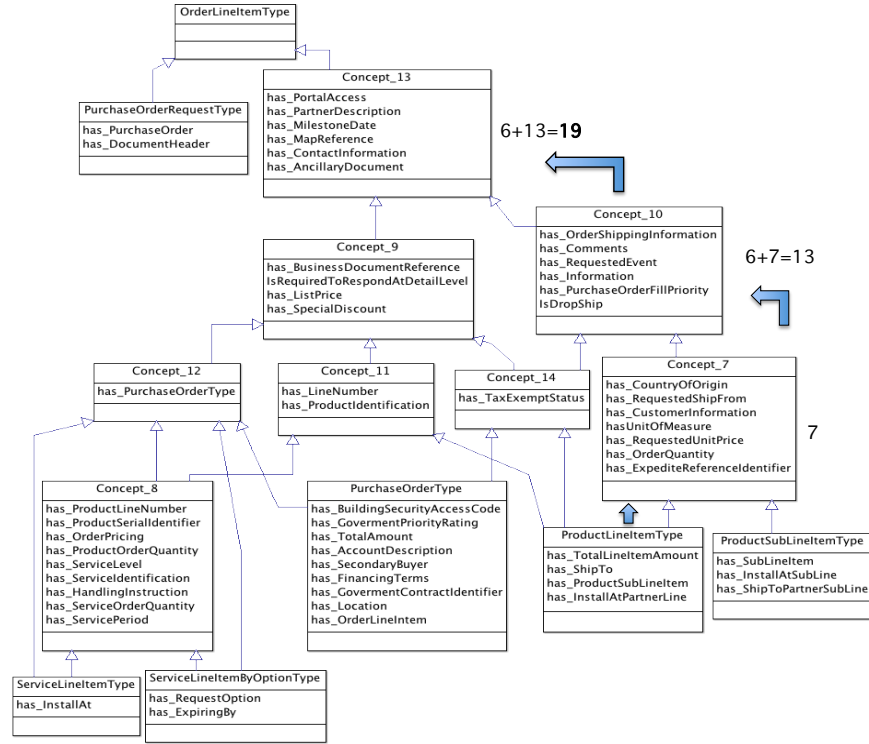 OrderLineItemType
Concept_13
has_PortalAccess
has_PartnerDescription
has_MilestoneDate
has_MapReference
has_ContactInformation
has_AncillaryDocument
PurchaseOrderRequestType
has_PurchaseOrder
has_DocumentHeader
6+13=19
Concept_10
has_OrderShippingInformation
has_Comments
has_RequestedEvent
has_Information
has_PurchaseOrderFillPriority
IsDropShip
6+7=13
Concept_9
has_BusinessDocumentReference
IsRequiredToRespondAtDetailLevel
has_ListPrice
has_SpecialDiscount
Concept_12
has_PurchaseOrderType
Concept_11
has_LineNumber
has_ProductIdentification
Concept_14
has_TaxExemptStatus
Concept_7
has_CountryOfOrigin
has_RequestedShipFrom
has_CustomerInformation
hasUnitOfMeasure
has_RequestedUnitPrice
has_OrderQuantity
has_ExpediteReferenceIdentifier
7
Concept_8
has_ProductLineNumber
has_ProductSerialIdentifier
has_OrderPricing
has_ProductOrderQuantity
has_ServiceLevel
has_ServiceIdentification
has_HandlingInstruction
has_ServiceOrderQuantity
has_ServicePeriod
PurchaseOrderType
has_BuildingSecurityAccessCode
has_GovermentPriorityRating
has_TotalAmount
has_AccountDescription
has_SecondaryBuyer
has_FinancingTerms
has_GovermentContractIdentifier
has_Location
has_OrderLineIntem
ProductLineItemType
has_TotalLineItemAmount
has_ShipTo
has_ProductSubLineItem
has_InstallAtPartnerLine
ProductSubLineItemType
has_SubLineItem
has_InstallAtSubLine
has_ShipToPartnerSubLine
ServiceLineItemType
has_InstallAt
ServiceLineItemByOptionType
has_RequestOption
has_ExpiringBy